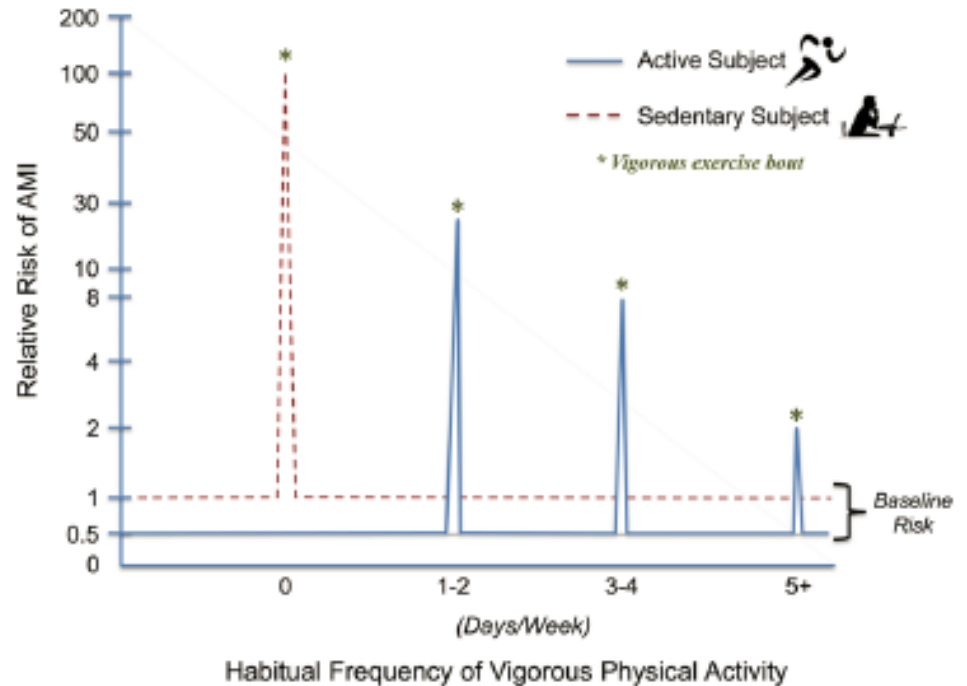 200
100
50
30
10
8
4
2
1
0.5
0
Relative Risk of AMI
Active Subject
Sedentary Subject
* Vigorous exercise bout
*
*
*
*
Baseline
Risk
0
1-2
3-4
5+
(Days/Week)
Habitual Frequency of Vigorous Physical Activity